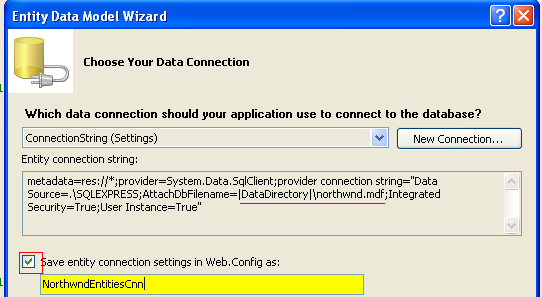 Entity Data Model Wizard
Choose Your Data Connection
Which data connection should your application use to connect to the database?
ConnectionString (Settings)
New Connection...
Entity connection string:
metadata=res://*;provider=System.Data.SqlClient;provider connection string="Data
Source=.\SQLEXPRESS;AttachDbFilename=|DataDirectory|\northwnd.mdf;Integrated
Security=True;User Instance=True"
Save entity connection settings in Web.Config as:
NorthwndEntitiesCnn